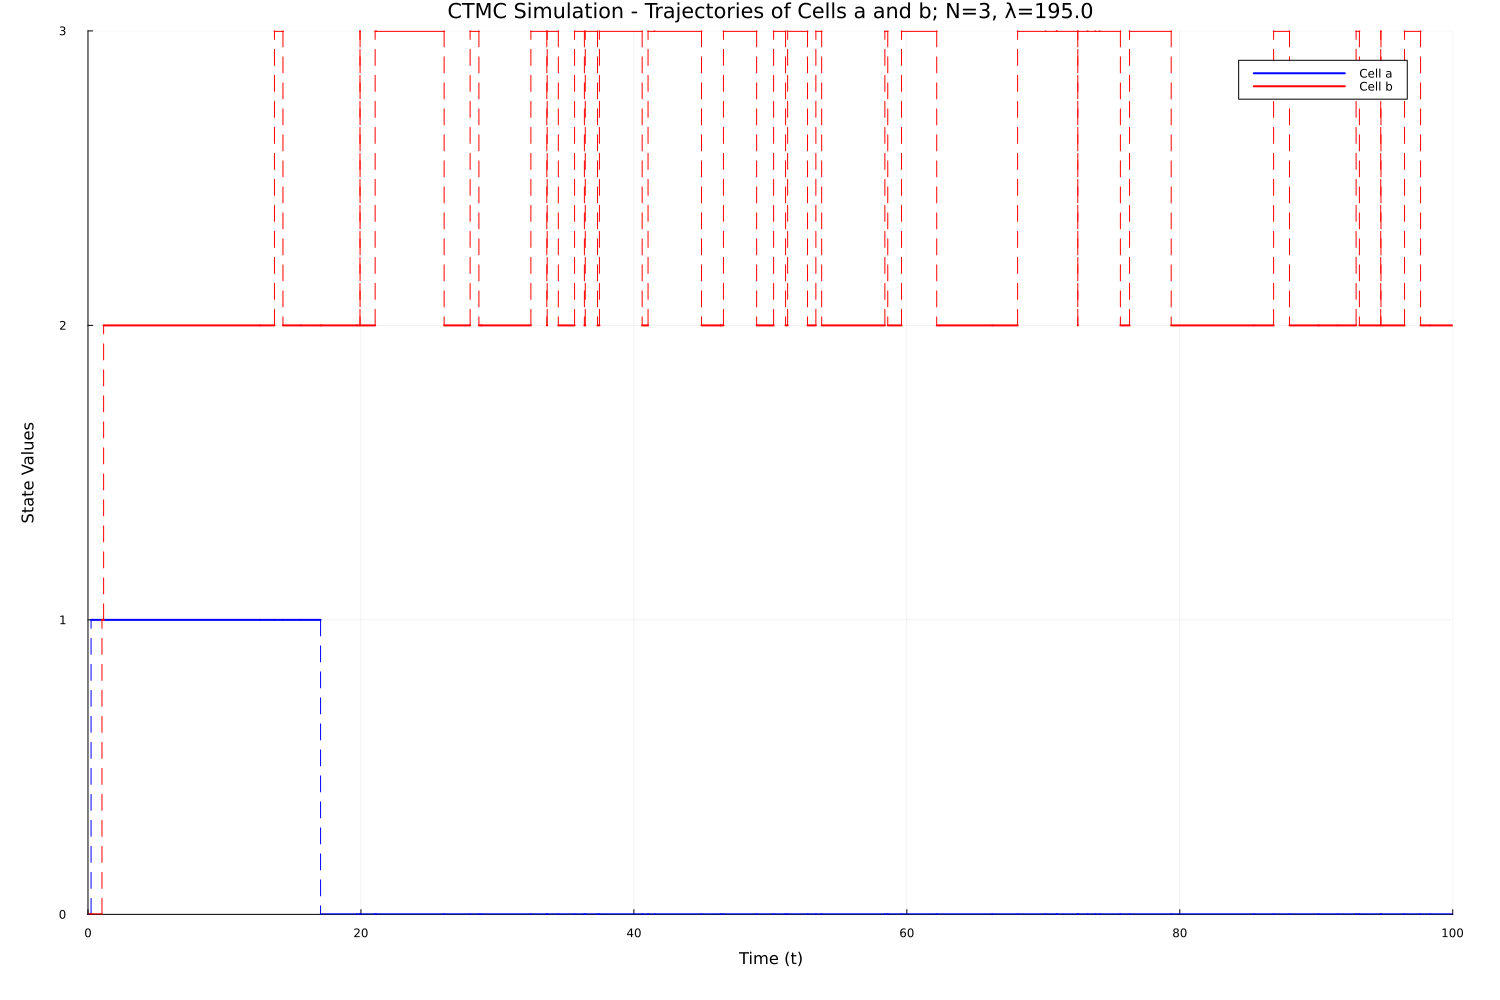 CTMC Simulation - Trajectories of Cells a and b; N=3, λ=195.0
3
Cell a
Cell b
2
State Values
1
0
0 20 40 60 80 100
Time (t)